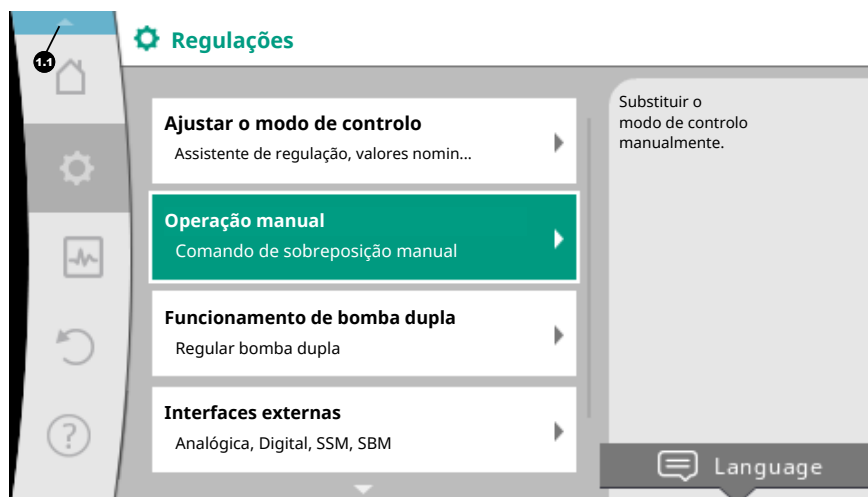 Regulações
1.1
Ajustar o modo de controlo
Assistente de regulação, valores nomin...
Operação manual
Comando de sobreposição manual
Funcionamento de bomba dupla
Regular bomba dupla
Interfaces externas
Analógica, Digital, SSM, SBM
Substituir o
modo de controlo
manualmente.
?
Language